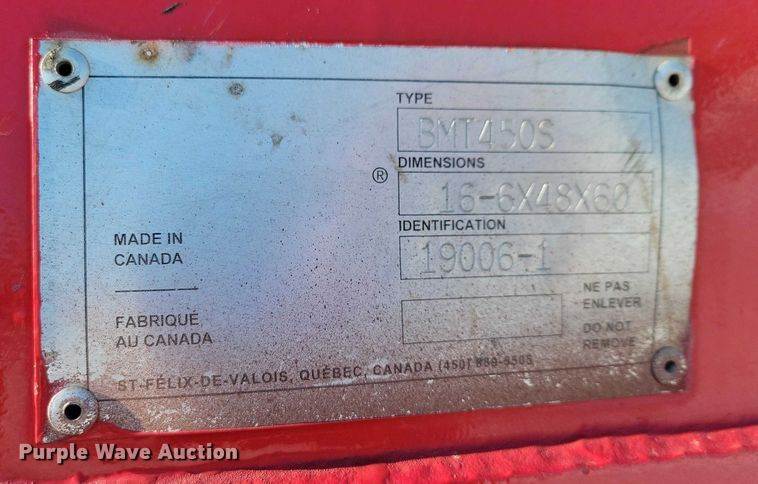 TYPE
BMT450S
DIMENSIONS
®
16-6X48X60
IDENTIFICATION
19006-1
MADE IN
CANADA
FABRIQUÉ
AU CANADA
NE PAS
ENLEVER
DO NOT
REMOVE
ST-FÉLIX-DE-VALOIS, QUÉBEC, CANADA (450)
Purple Wave Auction